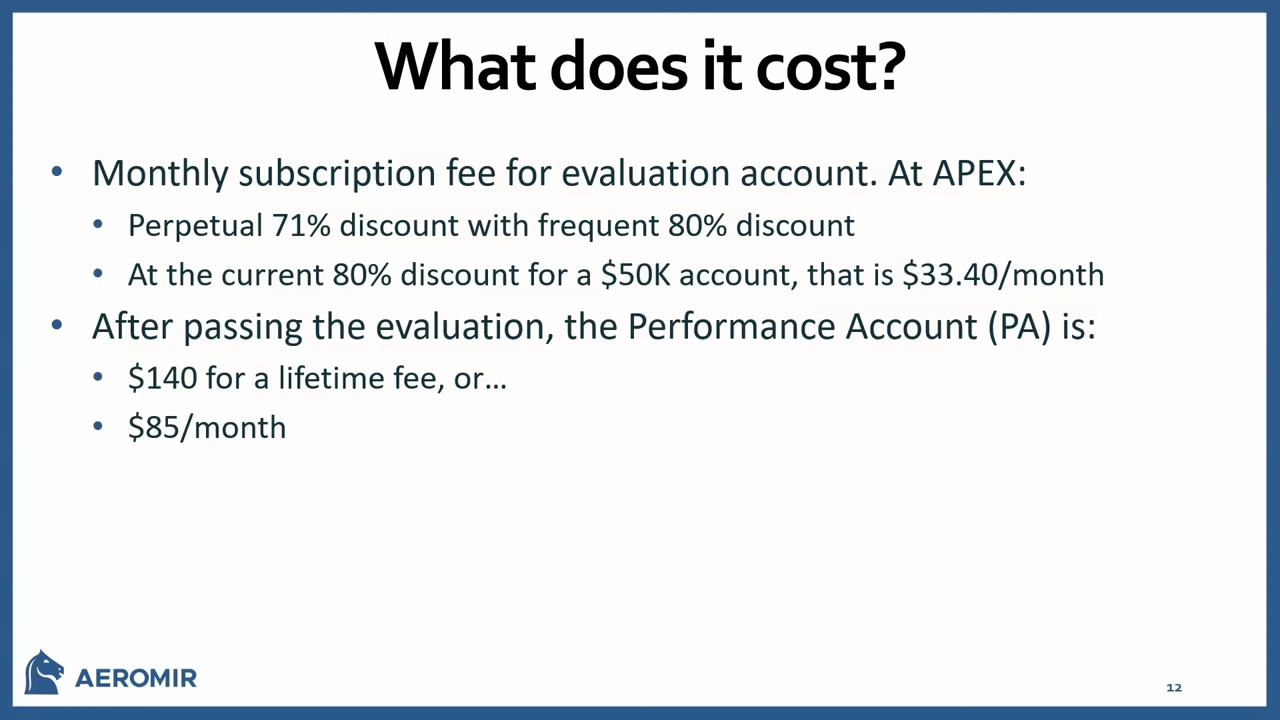 What does it cost?
• Monthly subscription fee for evaluation account. At APEX:
• Perpetual 71% discount with frequent 80% discount
• At the current 80% discount for a $50K account, that is $33.40/month
• After passing the evaluation, the Performance Account (PA) is:
• $140 for a lifetime fee, or…
• $85/month
AEROMIR
12